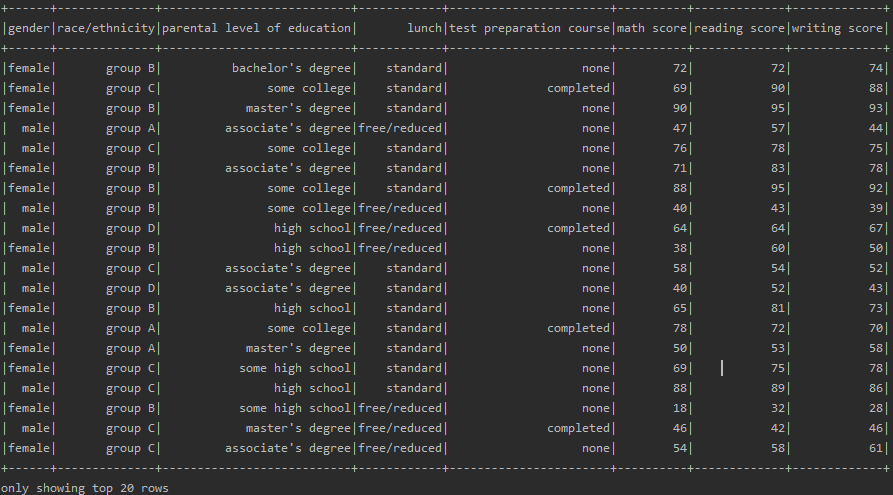 +------+--------------+---------------------------+------------+-----------------------+----------+-------------+-------------+
|gender|race/ethnicity|parental level of education|       lunch|test preparation course|math score|reading score|writing score|
+------+--------------+---------------------------+------------+-----------------------+----------+-------------+-------------+
|female|       group B|          bachelor's degree|    standard|                   none|        72|           72|           74|
|female|       group C|               some college|    standard|              completed|        69|           90|           88|
|female|       group B|            master's degree|    standard|                   none|        90|           95|           93|
|  male|       group A|         associate's degree|free/reduced|                   none|        47|           57|           44|
|  male|       group C|               some college|    standard|                   none|        76|           78|           75|
|female|       group B|         associate's degree|    standard|                   none|        71|           83|           78|
|female|       group B|               some college|    standard|              completed|        88|           95|           92|
|  male|       group B|               some college|free/reduced|                   none|        40|           43|           39|
|  male|       group D|                high school|free/reduced|              completed|        64|           64|           67|
|female|       group B|                high school|free/reduced|                   none|        38|           60|           50|
|  male|       group C|         associate's degree|    standard|                   none|        58|           54|           52|
|  male|       group D|         associate's degree|    standard|                   none|        40|           52|           43|
|female|       group B|                high school|    standard|                   none|        65|           81|           73|
|  male|       group A|               some college|    standard|              completed|        78|           72|           70|
|female|       group A|            master's degree|    standard|                   none|        50|           53|           58|
|female|       group C|           some high school|    standard|                   none|        69|           75|           78|
|  male|       group C|                high school|    standard|                   none|        88|           89|           86|
|female|       group B|           some high school|free/reduced|                   none|        18|           32|           28|
|  male|       group C|            master's degree|free/reduced|              completed|        46|           42|           46|
|female|       group C|         associate's degree|free/reduced|                   none|        54|           58|           61|
+------+--------------+---------------------------+------------+-----------------------+----------+-------------+-------------+
only showing top 20 rows